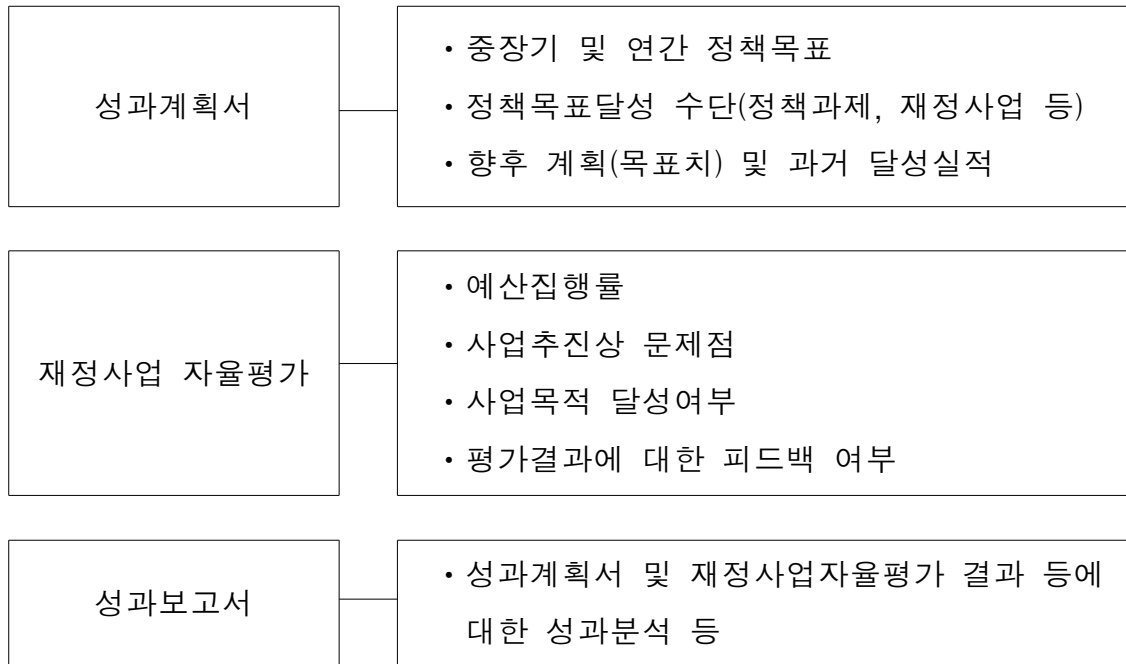 성과계획서
• 중장기 및 연간 정책목표
• 정책목표달성 수단(정책과제, 재정사업 등)
• 향후 계획(목표치) 및 과거 달성실적
재정사업 자율평가
• 예산집행률
• 사업추진상 문제점
• 사업목적 달성여부
• 평가결과에 대한 피드백 여부
성과보고서
• 성과계획서 및 재정사업자율평가 결과 등에
대한 성과분석 등